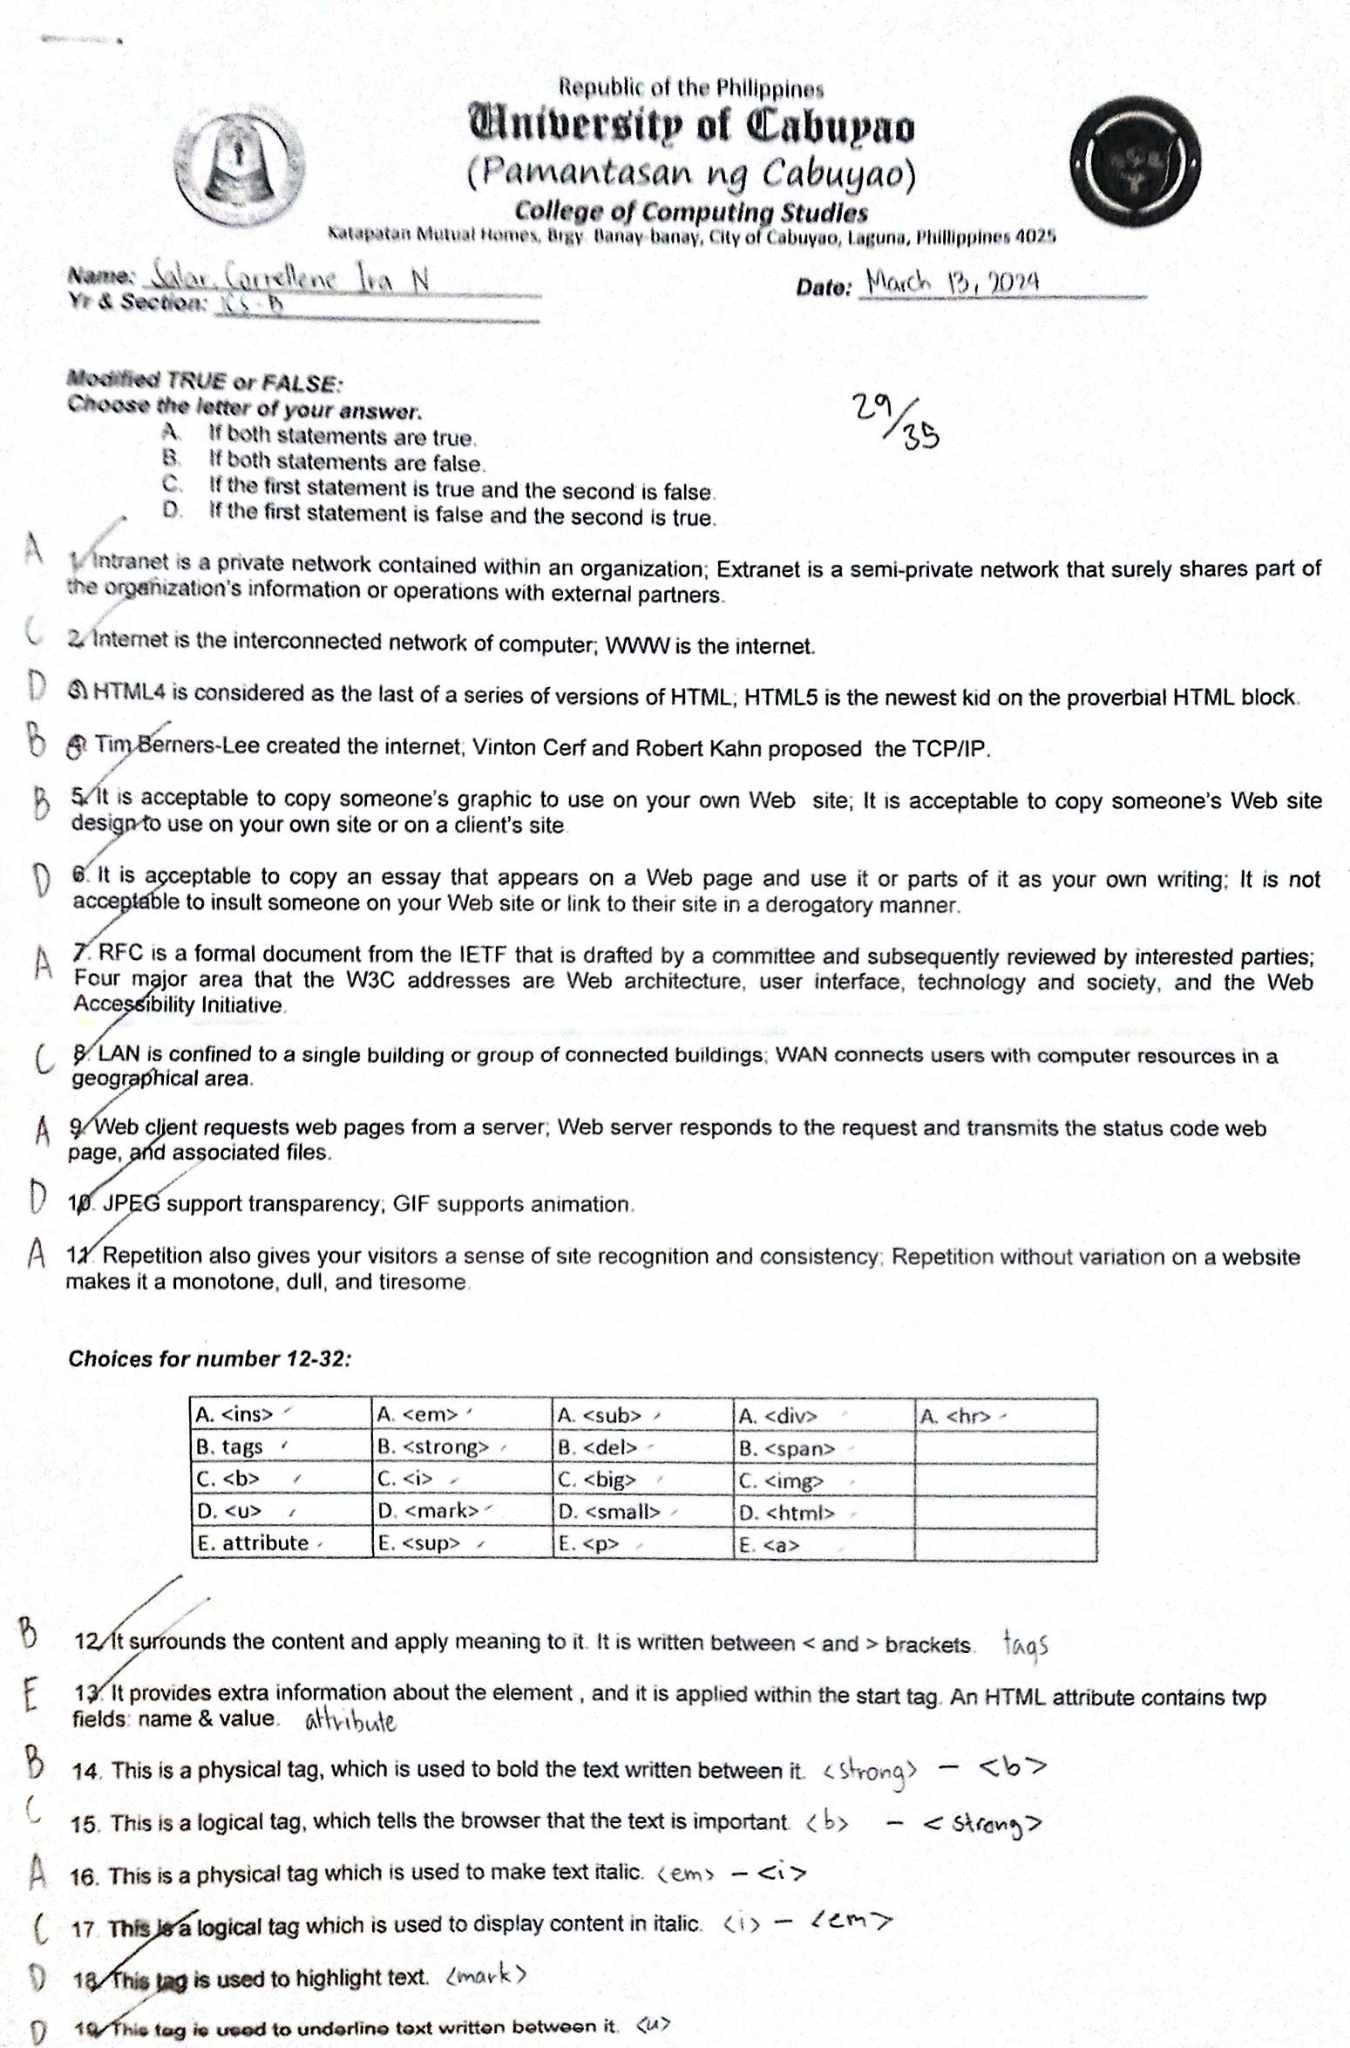 Republic of the Philippines
University of Cabuyao
(Pamantasan ng Cabuyao)
College of Computing Studies
Katapatan Mutual Homes, Brgy. Banay-banay, City of Cabuyao, Laguna, Phillippines 4025
Name: Salar, Correllene Ira N
Date: March 13, 2024
Yr & Section: CS-B
Modified TRUE or FALSE:
29/35
Choose the letter of your answer.
A. If both statements are true.
B. If both statements are false.
C. If the first statement is true and the second is false.
D. If the first statement is false and the second is true.
A 1. Intranet is a private network contained within an organization; Extranet is a semi-private network that surely shares part of
the organization's information or operations with external partners.
C 2. Internet is the interconnected network of computer; WWW is the internet.
D 3. HTML4 is considered as the last of a series of versions of HTML; HTML5 is the newest kid on the proverbial HTML block.
B 4. Tim Berners-Lee created the internet; Vinton Cerf and Robert Kahn proposed the TCP/IP.
B 5. It is acceptable to copy someone's graphic to use on your own Web site; It is acceptable to copy someone's Web site
design to use on your own site or on a client's site.
D 6. It is acceptable to copy an essay that appears on a Web page and use it or parts of it as your own writing; It is not
acceptable to insult someone on your Web site or link to their site in a derogatory manner.
A 7. RFC is a formal document from the IETF that is drafted by a committee and subsequently reviewed by interested parties;
Four major area that the W3C addresses are Web architecture, user interface, technology and society, and the Web
Accessibility Initiative.
C 8. LAN is confined to a single building or group of connected buildings; WAN connects users with computer resources in a
geographical area.
A 9. Web client requests web pages from a server; Web server responds to the request and transmits the status code web
page, and associated files.
D 10. JPEG support transparency; GIF supports animation.
A 11. Repetition also gives your visitors a sense of site recognition and consistency; Repetition without variation on a website
makes it a monotone, dull, and tiresome.
Choices for number 12-32:
A. <ins> A. <em> A. <sub> A. <div> A. <hr>
B. tags B. <strong> B. <del> B. <span>
C. <b> C. <i> C. <big> C. <img>
D. <u> D. <mark> D. <small> D. <html>
E. attribute E. <sup> E. <p> E. <a>
B 12. It surrounds the content and apply meaning to it. It is written between < and > brackets. tags
E 13. It provides extra information about the element , and it is applied within the start tag. An HTML attribute contains twp
fields: name & value. attribute
B 14. This is a physical tag, which is used to bold the text written between it. <strong> - <b>
C 15. This is a logical tag, which tells the browser that the text is important. <b> - <strong>
A 16. This is a physical tag which is used to make text italic. <em> - <i>
C 17. This is a logical tag which is used to display content in italic. <i> - <em>
D 18. This tag is used to highlight text. <mark>
D 19. This tag is used to underline text written between it. <u>